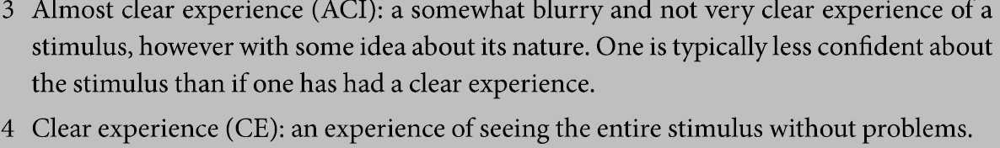 3 Almost clear experience (ACI): a somewhat blurry and not very clear experience of a
stimulus, however with some idea about its nature. One is typically less confident about
the stimulus than if one has had a clear experience.
4 Clear experience (CE): an experience of seeing the entire stimulus without problems.